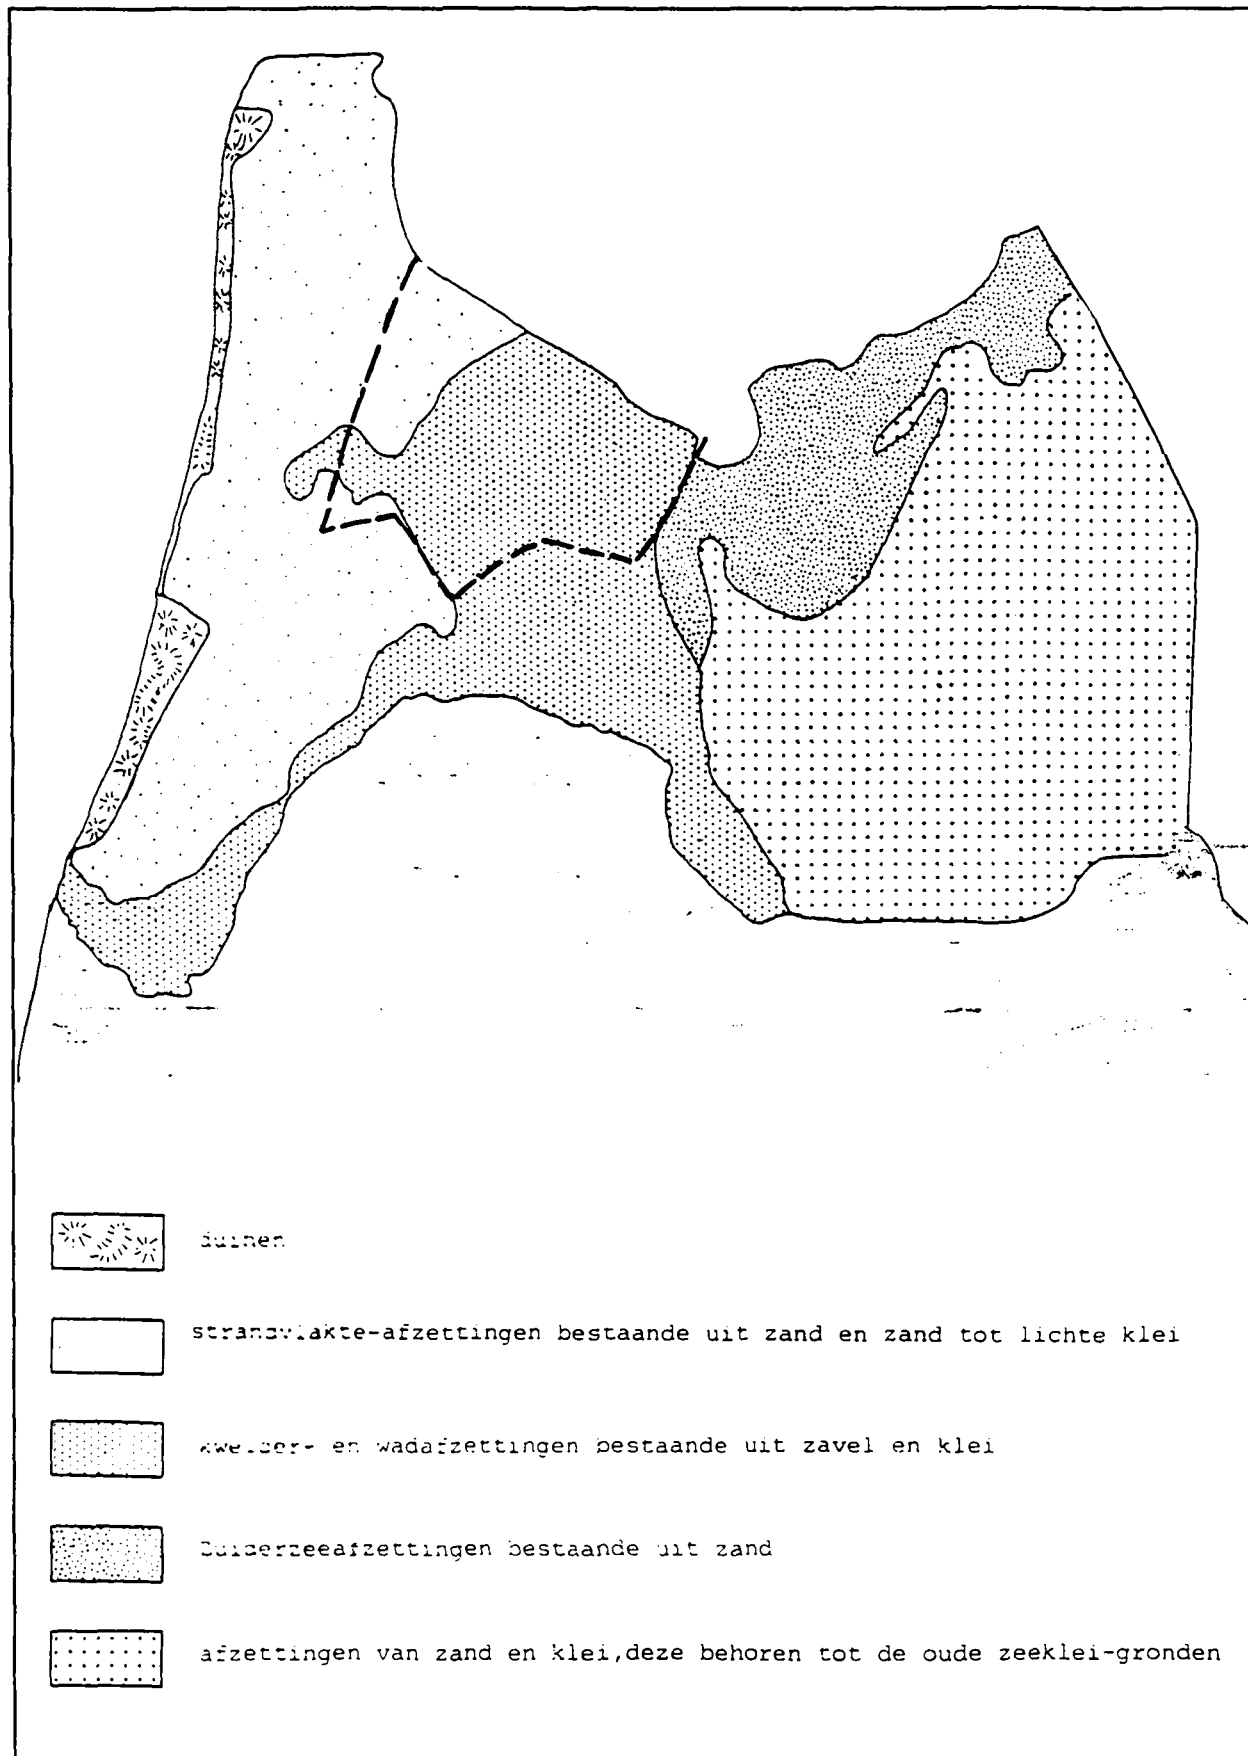 duinen
strandvlakte-afzettingen bestaande uit zand en zand tot lichte klei
kwelder- en wadafzettingen bestaande uit zavel en klei
Zuiderzeeafzettingen bestaande uit zand
afzettingen van zand en klei,deze behoren tot de oude zeeklei-gronden